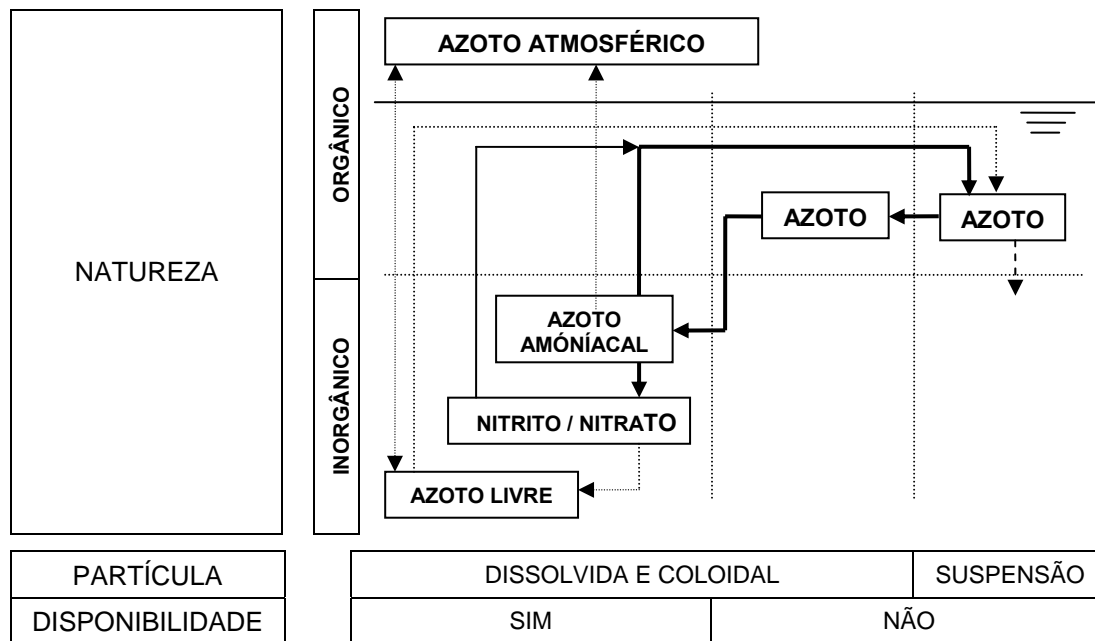 AZOTO ATMOSFÉRICO
NATUREZA
ORGÂNICO
INORGÂNICO
AZOTO
AZOTO
AZOTO
AMÓNÍACAL
NITRITO / NITRATO
AZOTO LIVRE
PARTÍCULA
DISSOLVIDA E COLOIDAL
SUSPENSÃO
DISPONIBILIDADE
SIM
NÃO